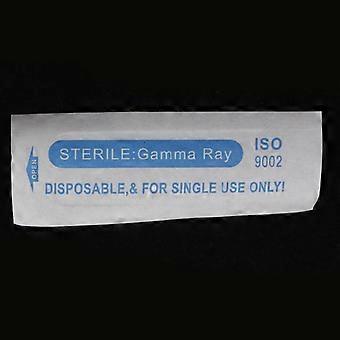 OPEN
STERILE:Gamma Ray
ISO
9002
DISPOSABLE,& FOR SINGLE USE ONLY!